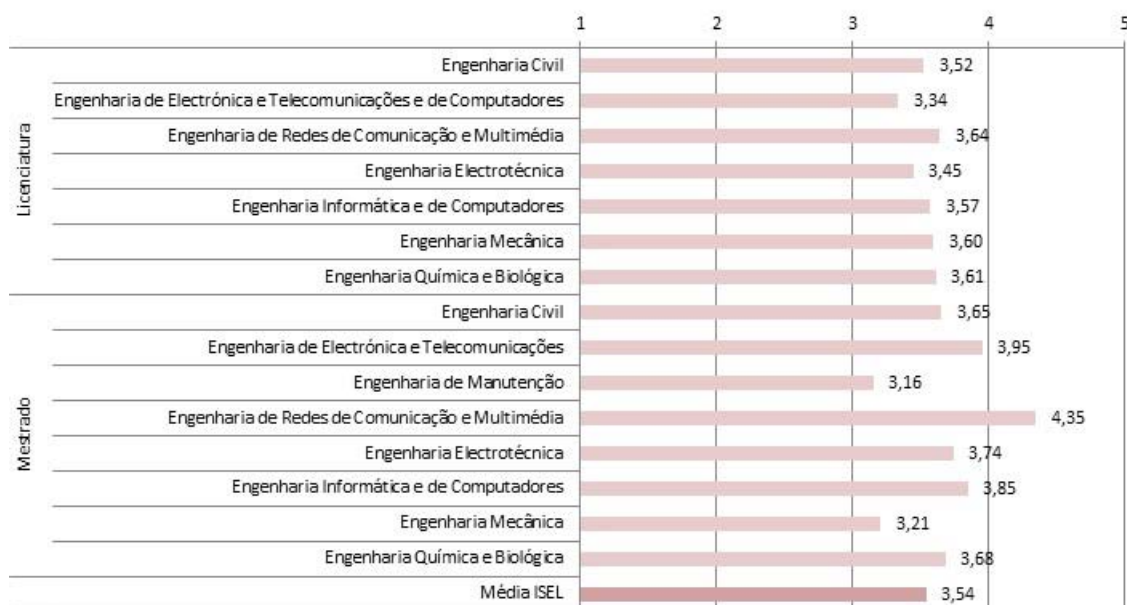 1 2 3 4 5
Licenciatura
Engenharia Civil 3,52
Engenharia de Electrónica e Telecomunicações e de Computadores 3,34
Engenharia de Redes de Comunicação e Multimédia 3,64
Engenharia Electrotécnica 3,45
Engenharia Informática e de Computadores 3,57
Engenharia Mecânica 3,60
Engenharia Química e Biológica 3,61
Mestrado
Engenharia Civil 3,65
Engenharia de Electrónica e Telecomunicações 3,95
Engenharia de Manutenção 3,16
Engenharia de Redes de Comunicação e Multimédia 4,35
Engenharia Electrotécnica 3,74
Engenharia Informática e de Computadores 3,85
Engenharia Mecânica 3,21
Engenharia Química e Biológica 3,68
Média ISEL 3,54